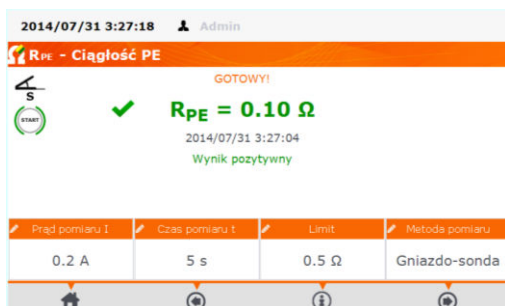 2014/07/31 3:27:18 Admin
RPE - Ciągłość PE
S
START
GOTOWY!
RPE = 0.10 Ω
2014/07/31 3:27:04
Wynik pozytywny
Prąd pomiaru I Czas pomiaru t Limit Metoda pomiaru
0.2 A 5 s 0.5 Ω Gniazdo-sonda